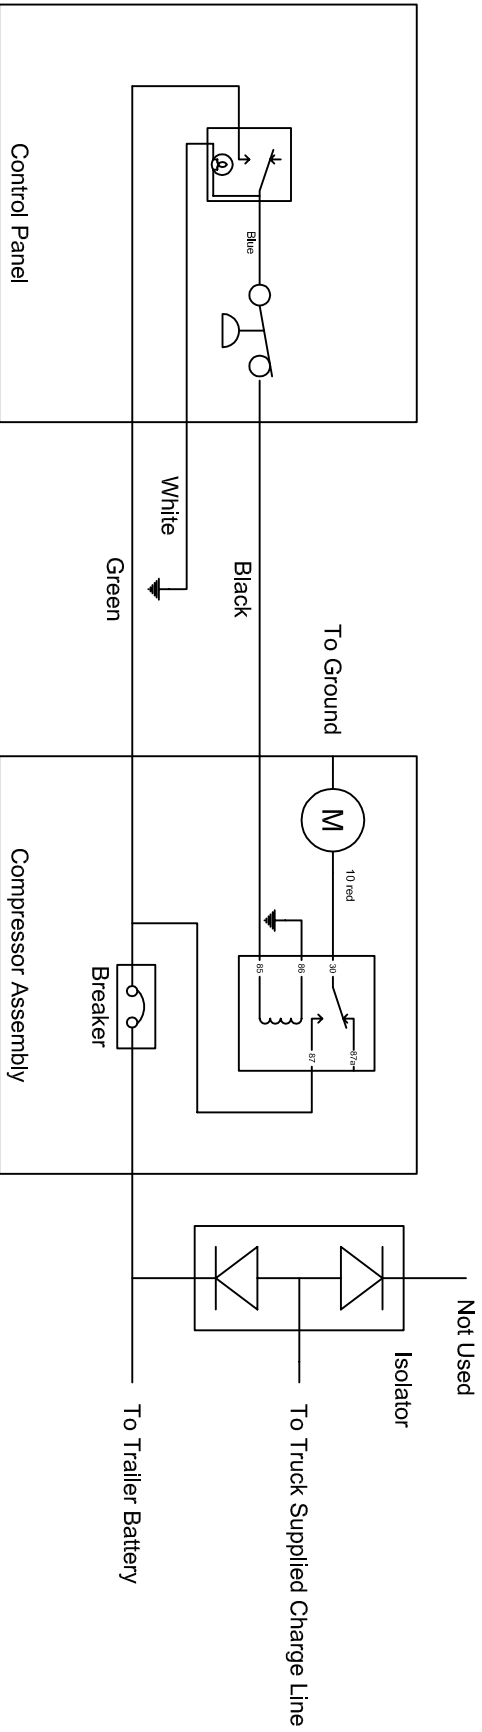 Control Panel
Blue
White
Green
Black
To Ground
M
10 red
30
87a
86
87
85
Breaker
Compressor Assembly
Not Used
Isolator
To Truck Supplied Charge Line
To Trailer Battery